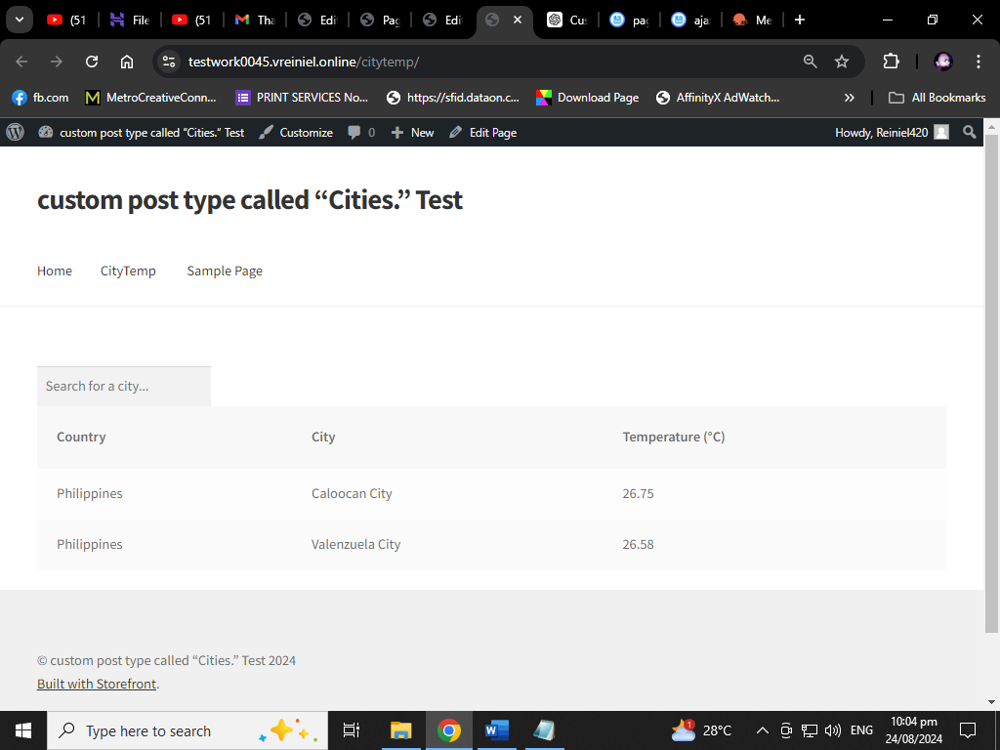 (51 File (51 Tha Edi Pag Edi Cus pag aja Me
testwork0045.vreiniel.online/citytemp/
fb.com MetroCreativeConn... PRINT SERVICES No... https://sfid.dataon.c... Download Page AffinityX AdWatch... » All Bookmarks
custom post type called “Cities.” Test Customize 0 New Edit Page Howdy, Reiniel420
custom post type called “Cities.” Test
Home CityTemp Sample Page
Search for a city...
Country City Temperature (°C)
Philippines Caloocan City 26.75
Philippines Valenzuela City 26.58
© custom post type called “Cities.” Test 2024
Built with Storefront.
Type here to search 1 28°C ENG 10:04 pm
24/08/2024